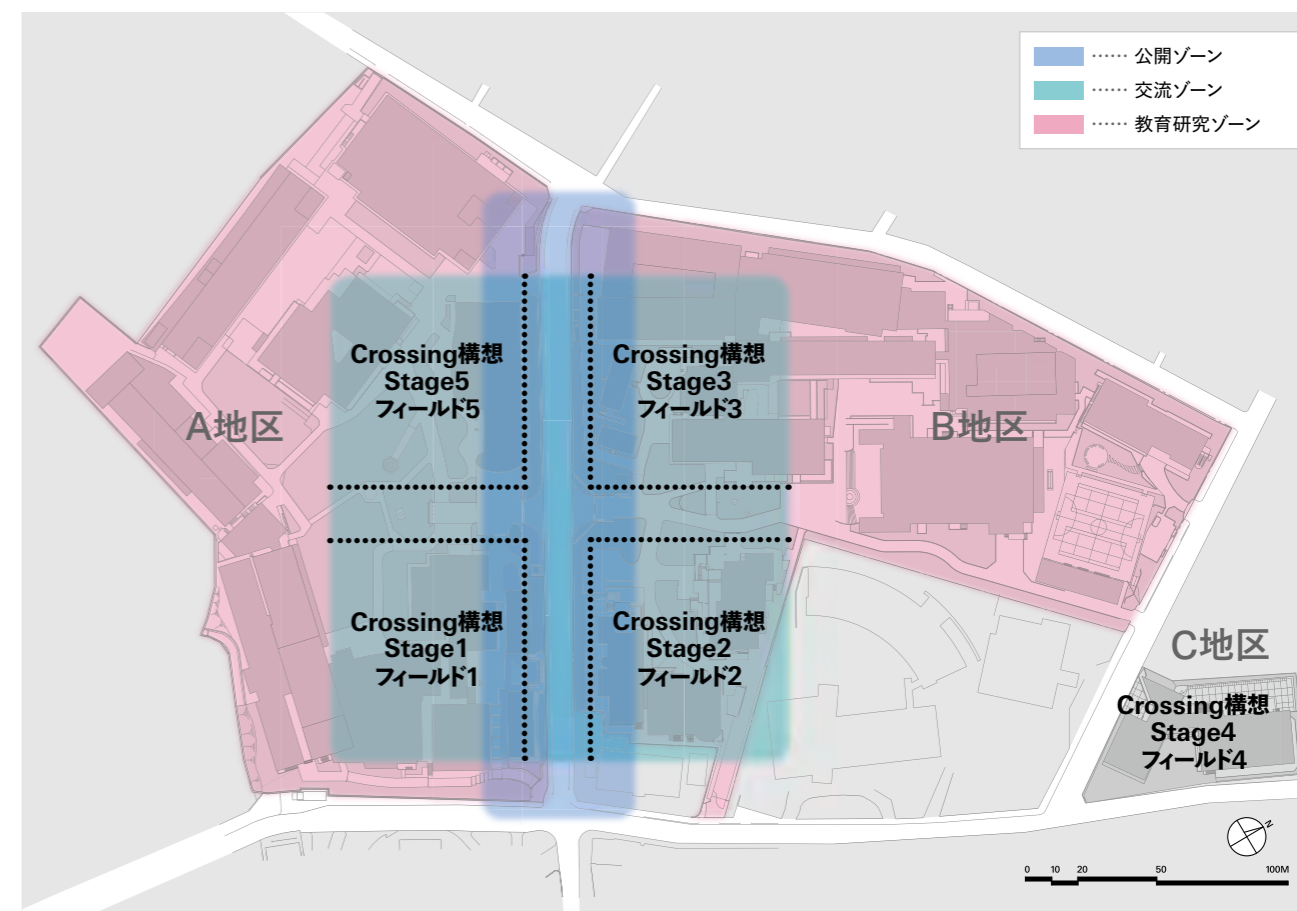 …… 公開ゾーン
…… 交流ゾーン
…… 教育研究ゾーン
Crossing構想
Stage5
フィールド5
Crossing構想
Stage3
フィールド3
A地区
B地区
Crossing構想
Stage1
フィールド1
Crossing構想
Stage2
フィールド2
C地区
Crossing構想
Stage4
フィールド4
N
0 10 20 50 100M